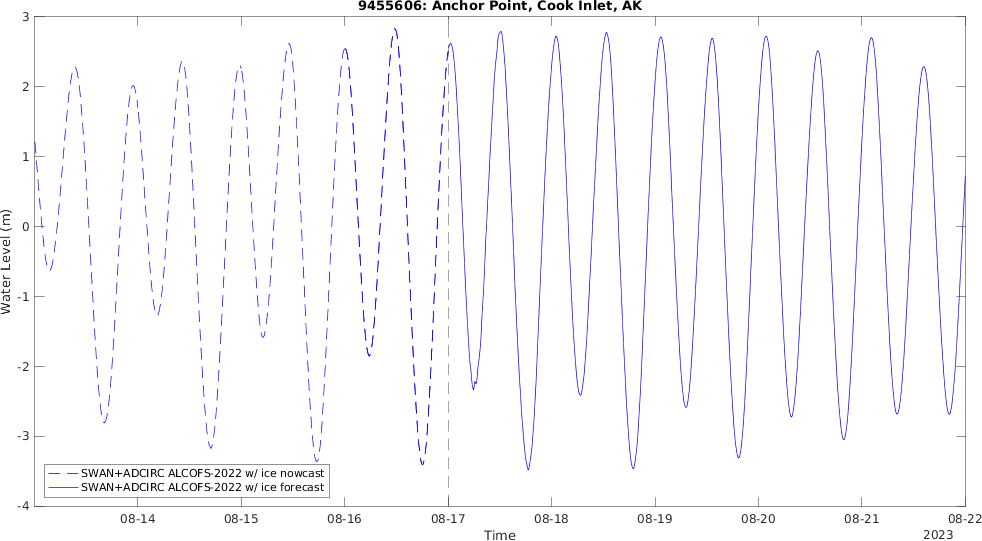 9455606: Anchor Point, Cook Inlet, AK
3
2
1
0
-1
-2
-3
-4
Water Level (m)
SWAN+ADCIRC ALCOFS-2022 w/ ice nowcast
SWAN+ADCIRC ALCOFS-2022 w/ ice forecast
08-14 08-15 08-16 08-17 08-18 08-19 08-20 08-21 08-22
Time
2023